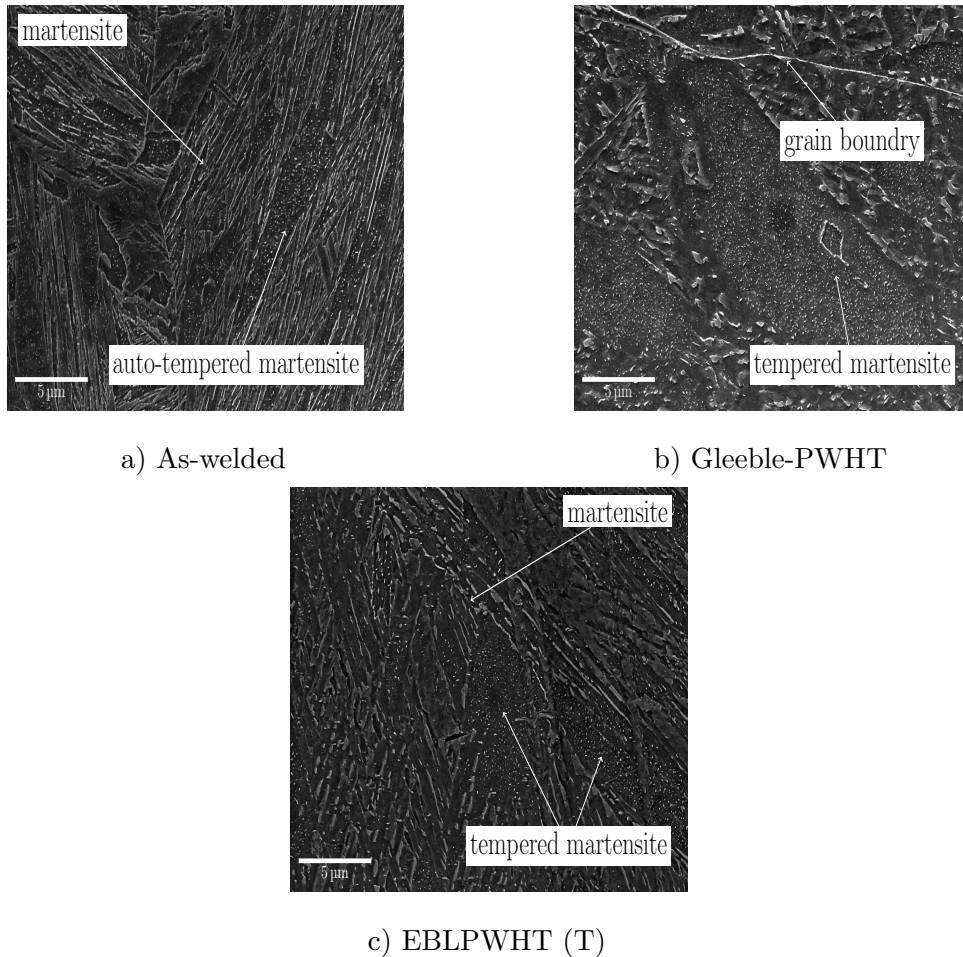 martensite
auto-tempered martensite
5 µm
a) As-welded
grain boundry
tempered martensite
5 µm
b) Gleeble-PWHT
martensite
tempered martensite
5 µm
c) EBLPWHT (T)